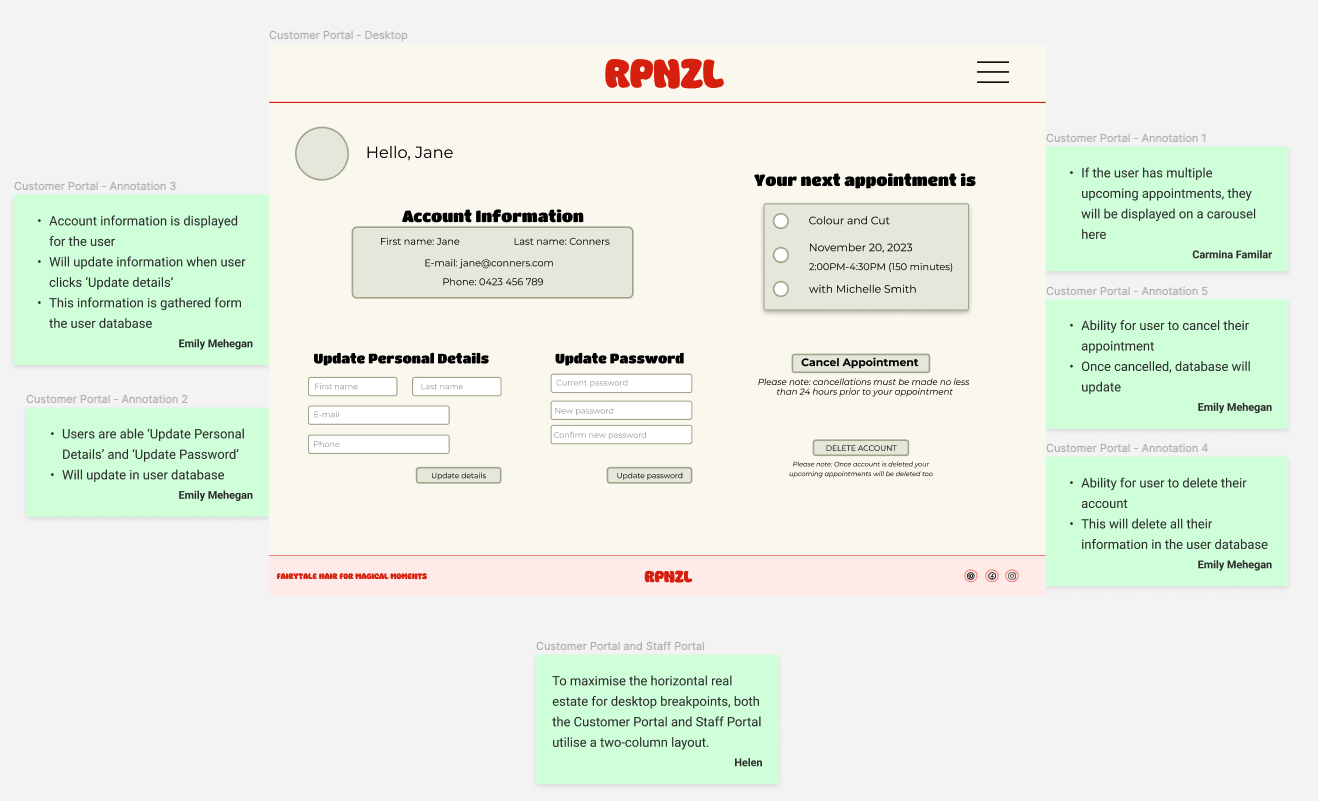 Customer Portal - Desktop
RPNZL
Hello, Jane
Account Information
First name: Jane
Last name: Conners
E-mail: jane@conners.com
Phone: 0423 456 789
Your next appointment is
Colour and Cut
November 20, 2023
2:00PM-4:30PM (150 minutes)
with Michelle Smith
Update Personal Details
First name
Last name
E-mail
Phone
Update details
Update Password
Current password
New password
Confirm new password
Update password
Cancel Appointment
Please note: cancellations must be made no less
than 24 hours prior to your appointment
DELETE ACCOUNT
Please note: Once account is deleted your
upcoming appointments will be deleted too
FAIRYTALE HAIR FOR MAGICAL MOMENTS
RPNZL
Customer Portal - Annotation 3
• Account information is displayed
for the user
• Will update information when user
clicks ‘Update details’
• This information is gathered form
the user database
Emily Mehegan
Customer Portal - Annotation 2
• Users are able ‘Update Personal
Details’ and ‘Update Password’
• Will update in user database
Emily Mehegan
Customer Portal - Annotation 1
• If the user has multiple
upcoming appointments, they
will be displayed on a carousel
here
Carmina Familar
Customer Portal - Annotation 5
• Ability for user to cancel their
appointment
• Once cancelled, database will
update
Emily Mehegan
Customer Portal - Annotation 4
• Ability for user to delete their
account
• This will delete all their
information in the user database
Emily Mehegan
Customer Portal and Staff Portal
To maximise the horizontal real
estate for desktop breakpoints, both
the Customer Portal and Staff Portal
utilise a two-column layout.
Helen